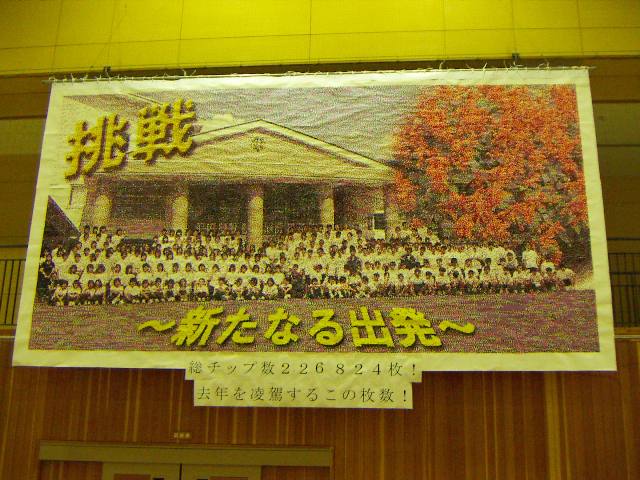 挑戦
～新たなる出発～
総チップ数２２６８２４枚！
去年を凌駕するこの枚数！